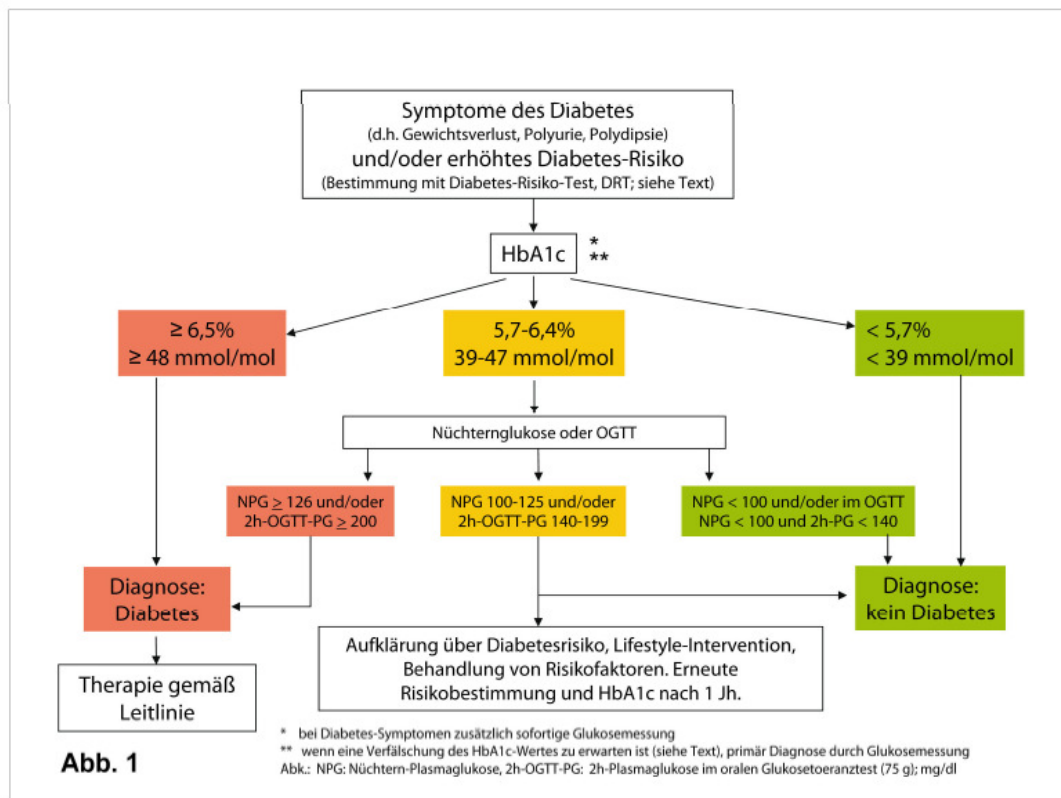 Symptome des Diabetes
(d.h. Gewichtsverlust, Polyurie, Polydipsie)
und/oder erhöhtes Diabetes-Risiko
(Bestimmung mit Diabetes-Risiko-Test, DRT; siehe Text)
HbA1c
*
**
≥ 6,5%
≥ 48 mmol/mol
5,7-6,4%
39-47 mmol/mol
< 5,7%
< 39 mmol/mol
Nüchternglukose oder OGTT
NPG ≥ 126 und/oder
2h-OGTT-PG ≥ 200
NPG 100-125 und/oder
2h-OGTT-PG 140-199
NPG < 100 und/oder im OGTT
NPG < 100 und 2h-PG < 140
Diagnose:
Diabetes
Diagnose:
kein Diabetes
Aufklärung über Diabetesrisiko, Lifestyle-Intervention,
Behandlung von Risikofaktoren. Erneute
Risikobestimmung und HbA1c nach 1 Jh.
Therapie gemäß
Leitlinie
* bei Diabetes-Symptomen zusätzlich sofortige Glukosemessung
** wenn eine Verfälschung des HbA1c-Wertes zu erwarten ist (siehe Text), primär Diagnose durch Glukosemessung
Abk.: NPG: Nüchtern-Plasmaglukose, 2h-OGTT-PG: 2h-Plasmaglukose im oralen Glukosetoeranztest (75 g); mg/dl
Abb. 1